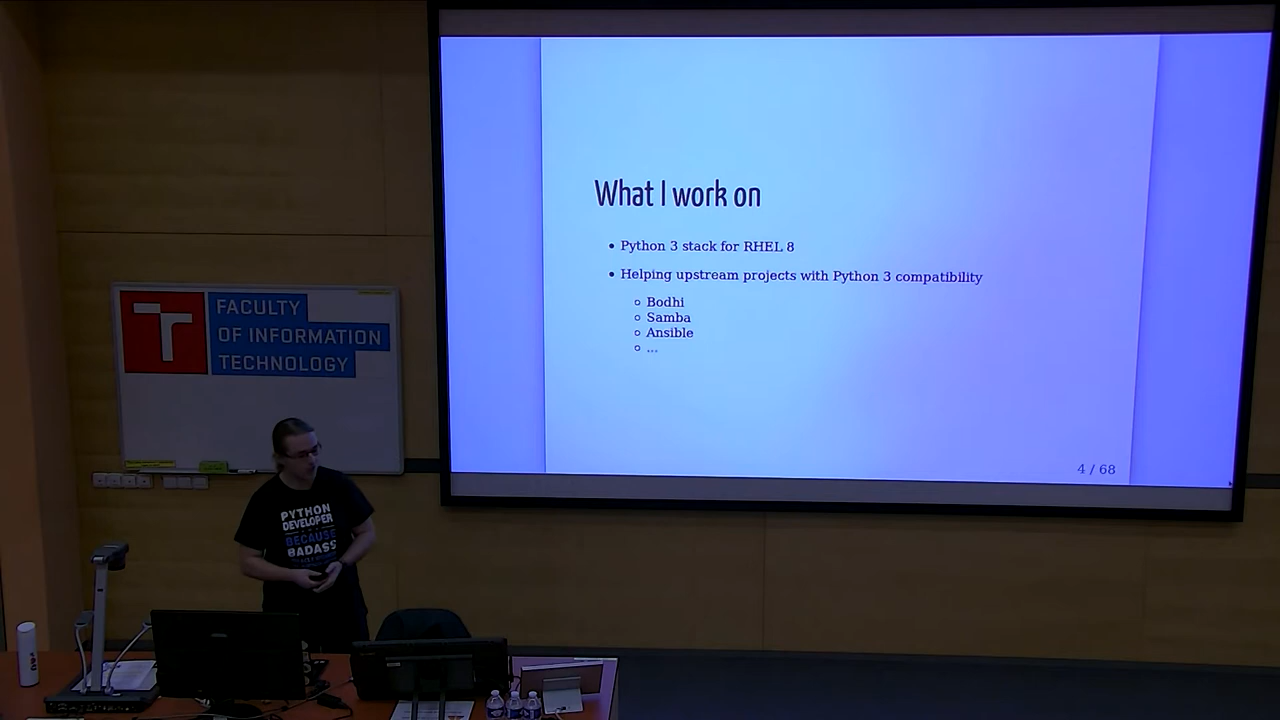 What I work on
• Python 3 stack for RHEL 8
• Helping upstream projects with Python 3 compatibility
◦ Bodhi
◦ Samba
◦ Ansible
◦ ...
4 / 68
FACULTY
OF INFORMATION
TECHNOLOGY
PYTHON
DEVELOPER
BECAUSE
BADASS